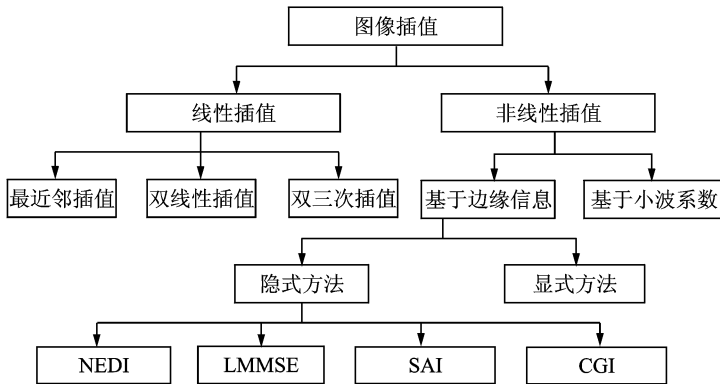 图像插值
线性插值
非线性插值
最近邻插值
双线性插值
双三次插值
基于边缘信息
基于小波系数
隐式方法
显式方法
NEDI
LMMSE
SAI
CGI